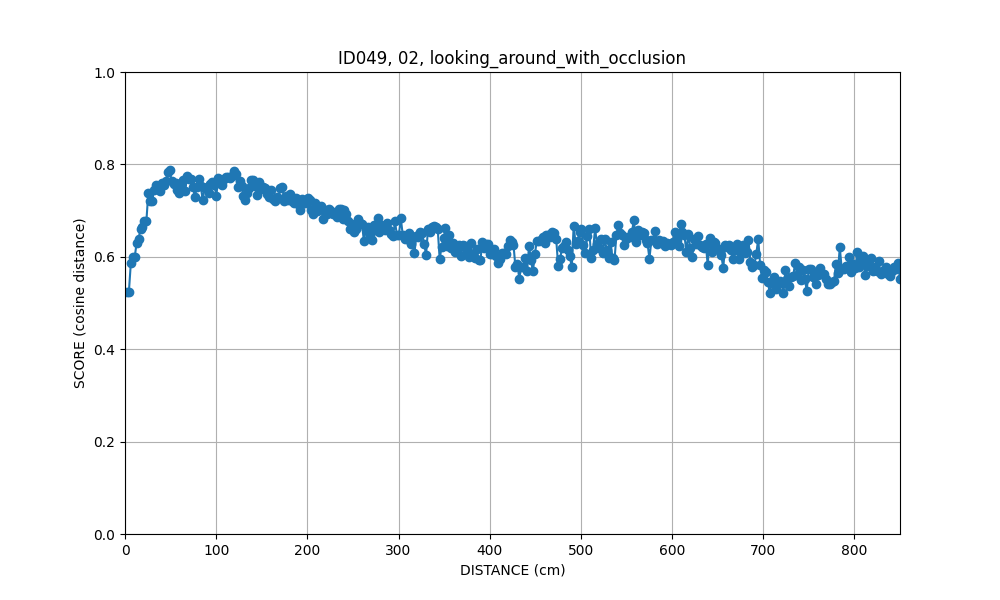 ID049, 02, looking_around_with_occlusion
1.0
0.8
0.6
0.4
0.2
0.0
SCORE (cosine distance)
0 100 200 300 400 500 600 700 800
DISTANCE (cm)